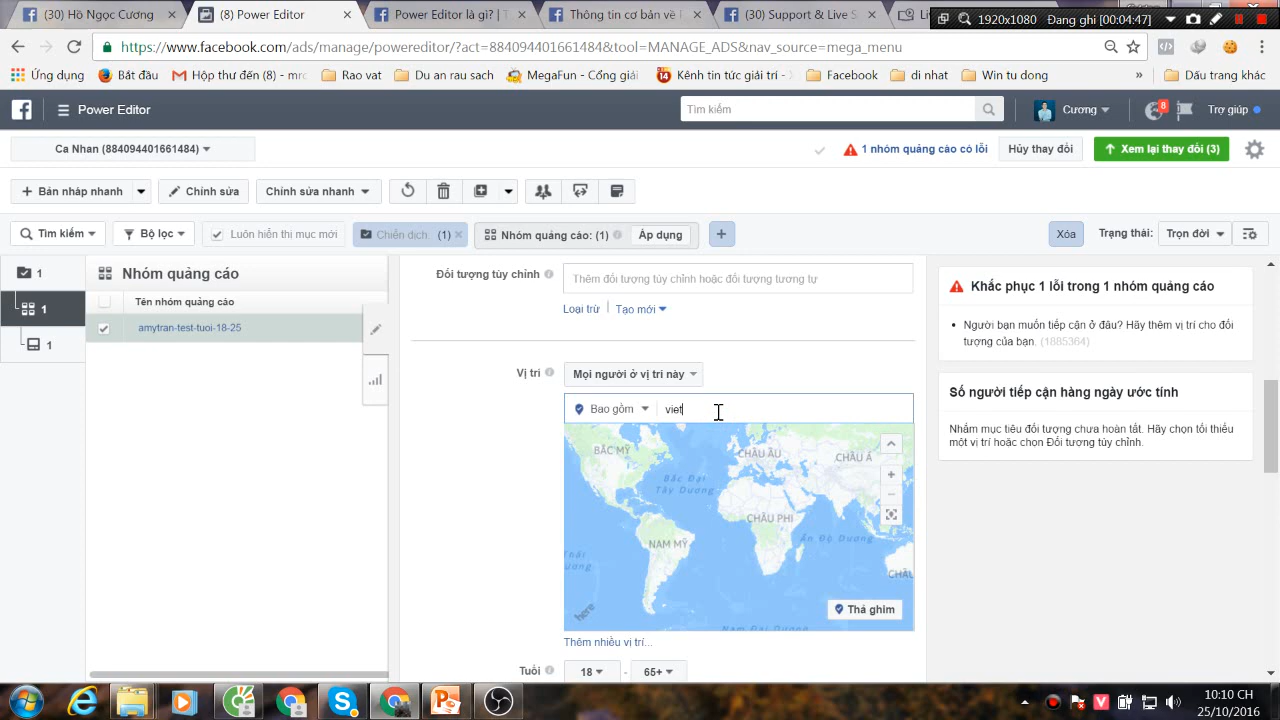 (30) Hồ Ngọc Cương
(8) Power Editor
Facebook Editor là gì?
Thông tin cơ bản về
(30) Support & Live S
1920x1080 Đang ghi [00:04:47]
https://www.facebook.com/ads/manage/powereditor/?act=884094401661484&tool=MANAGE_ADS&nav_source=mega_menu
Ứng dụng
Bắt đầu
Hộp thư đến (8) - mrc
Rao vat
Du an rau sach
MegaFun - Cổng giải
Kênh tin tức giải trí -
Facebook
di nhat
Win tu dong
»
Dấu trang khác
Power Editor
Tìm kiếm
Cương
8
Trợ giúp
Ca Nhan (884094401661484)
1 nhóm quảng cáo có lỗi
Hủy thay đổi
Xem lại thay đổi (3)
+ Bản nhập nhanh
Chỉnh sửa
Chỉnh sửa nhanh
Tìm kiếm
Bộ lọc
Luôn hiển thị mục mới
Chiến dịch (1)
Nhóm quảng cáo: (1)
Áp dụng
Xóa
Trạng thái:
Trọn đời
1
1
1
Nhóm quảng cáo
Tên nhóm quảng cáo
amytran-test-tuoi-18-25
Đối tượng tùy chỉnh
Thêm đối tượng tùy chỉnh hoặc đối tượng tương tự
Loại trừ
Tạo mới
Vị trí
Mọi người ở vị trí này
Bao gồm
viet
BẮC MỸ
CHÂU ÂU
CHÂU Á
Bắc Đại
Tây Dương
CHÂU PHI
NAM MỸ
Ấn Độ Dương
here
Thả ghim
Thêm nhiều vị trí...
Tuổi
18
-
65+
Khắc phục 1 lỗi trong 1 nhóm quảng cáo
Người bạn muốn tiếp cận ở đâu? Hãy thêm vị trí cho đối
tượng của bạn. (1885364)
Số người tiếp cận hàng ngày ước tính
Nhắm mục tiêu đối tượng chưa hoàn tất. Hãy chọn tối thiểu
một vị trí hoặc chọn Đối tượng tùy chỉnh.
10:10 CH
25/10/2016